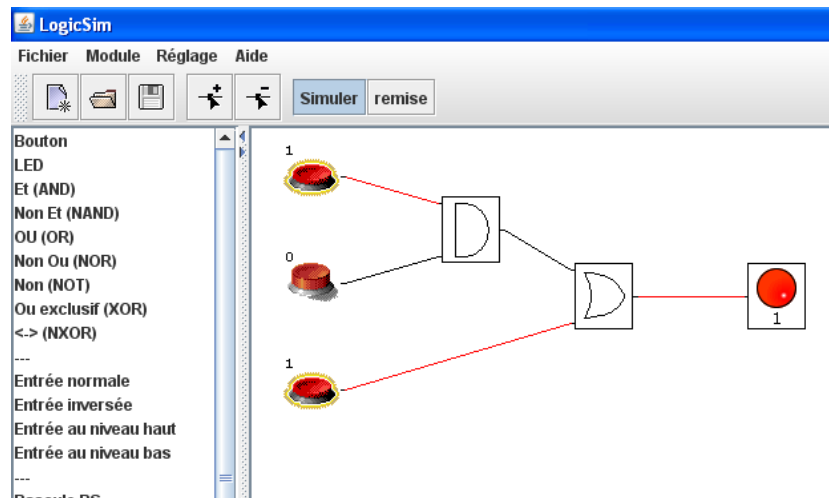 LogicSim
Fichier Module Réglage Aide
Simuler remise
Bouton
LED
Et (AND)
Non Et (NAND)
OU (OR)
Non Ou (NOR)
Non (NOT)
Ou exclusif (XOR)
<-> (NXOR)
---
Entrée normale
Entrée inversée
Entrée au niveau haut
Entrée au niveau bas
---
1
0
1
1